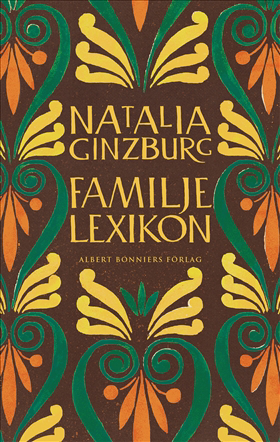 NATALIA
GINZBURG
FAMILJE
LEXIKON
ALBERT BONNIERS FÖRLAG